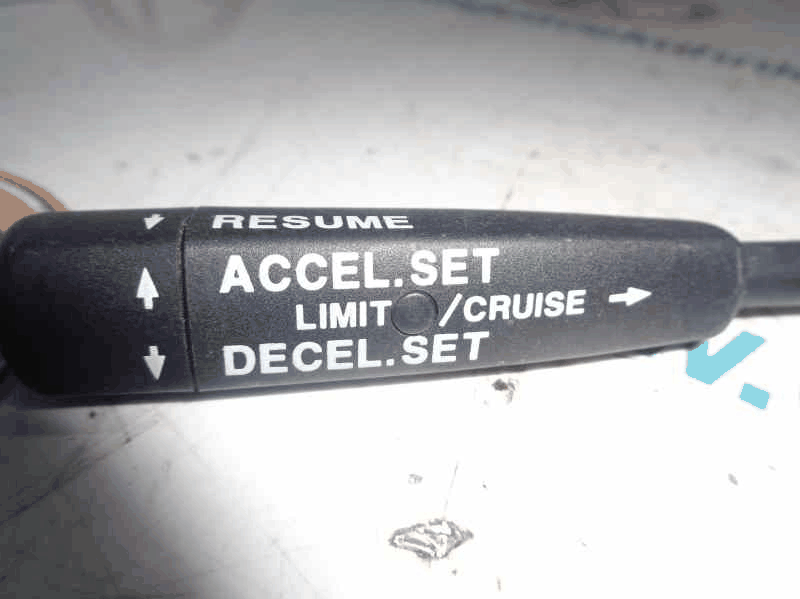 RESUME
ACCEL.SET
LIMIT /CRUISE
DECEL.SET
V.